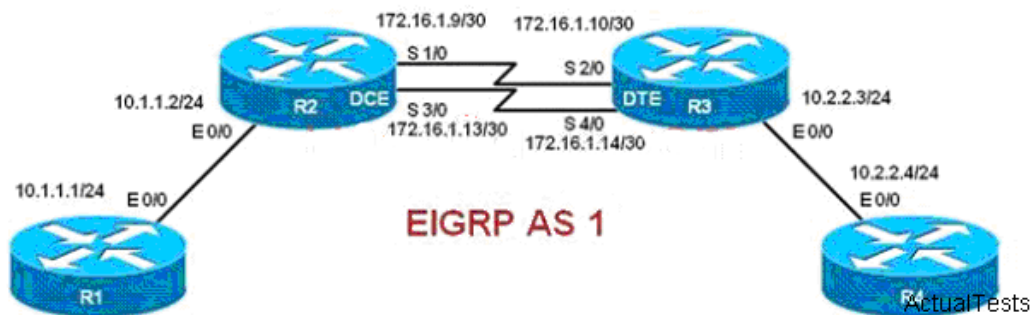 172.16.1.9/30
172.16.1.10/30
S 1/0
S 2/0
R2
DCE
DTE
R3
10.1.1.2/24
10.2.2.3/24
E 0/0
S 3/0
S 4/0
E 0/0
172.16.1.13/30
172.16.1.14/30
10.1.1.1/24
E 0/0
10.2.2.4/24
E 0/0
EIGRP AS 1
R1
R4
ActualTests